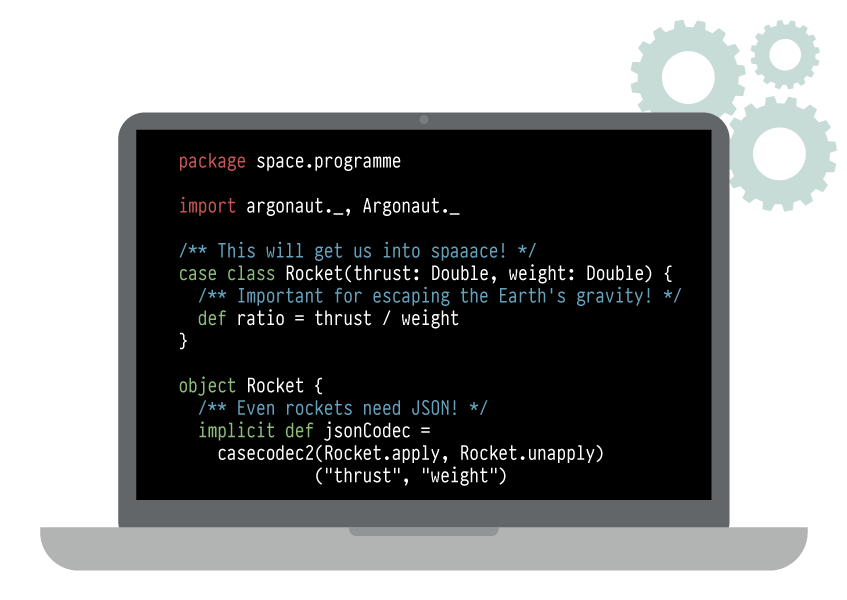 package space.programme
import argonaut._, Argonaut._
/** This will get us into spaaace! */
case class Rocket(thrust: Double, weight: Double) {
/** Important for escaping the Earth's gravity! */
def ratio = thrust / weight
}
object Rocket {
/** Even rockets need JSON! */
implicit def jsonCodec =
casecodec2(Rocket.apply, Rocket.unapply)
("thrust", "weight")